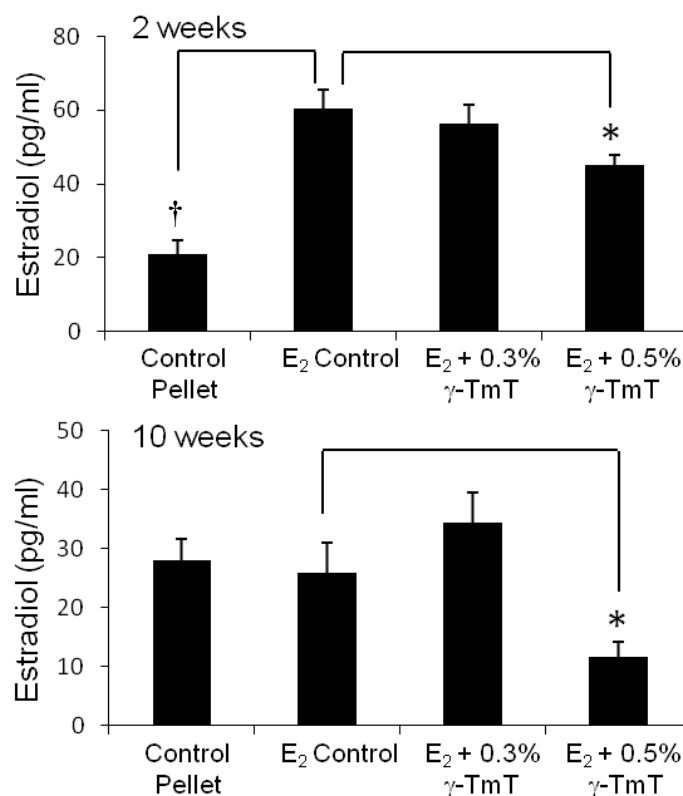 2 weeks
Estradiol (pg/ml)
80
60
40
20
0
†
*
Control
Pellet
E₂ Control
E₂ + 0.3%
γ-TmT
E₂ + 0.5%
γ-TmT
10 weeks
Estradiol (pg/ml)
50
40
30
20
10
0
*
Control
Pellet
E₂ Control
E₂ + 0.3%
γ-TmT
E₂ + 0.5%
γ-TmT